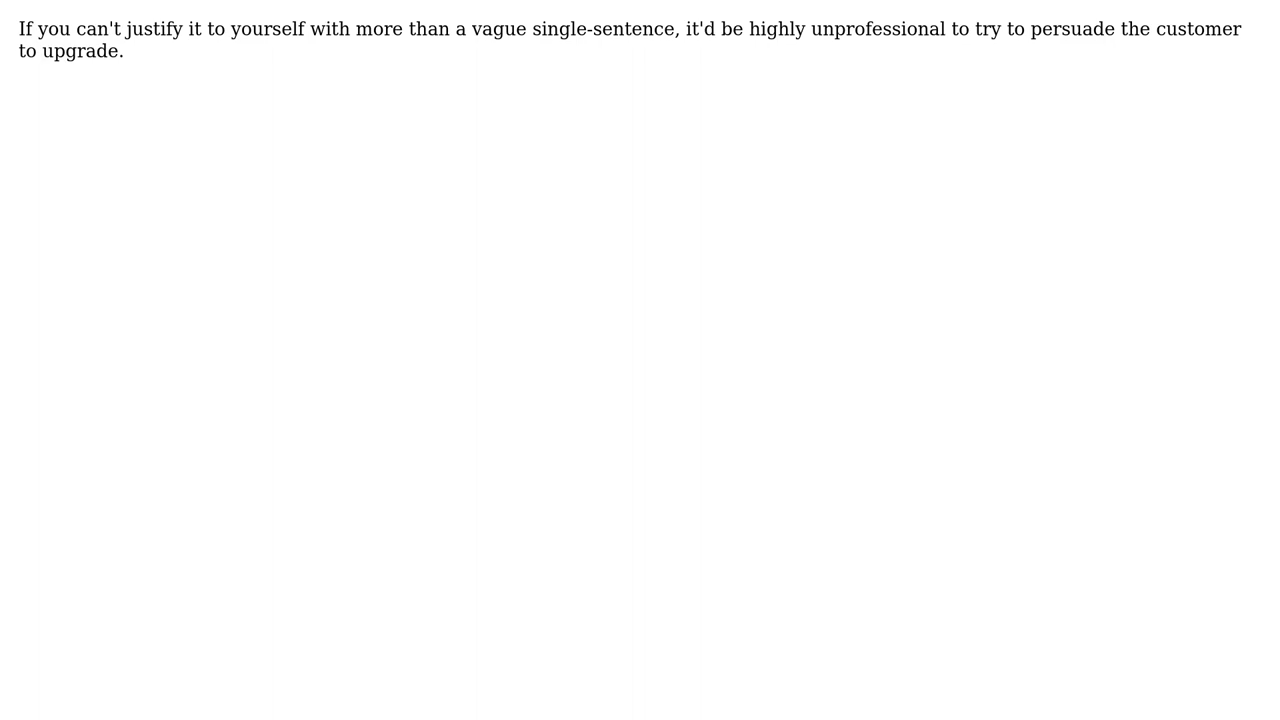 If you can't justify it to yourself with more than a vague single-sentence, it'd be highly unprofessional to try to persuade the customer
to upgrade.